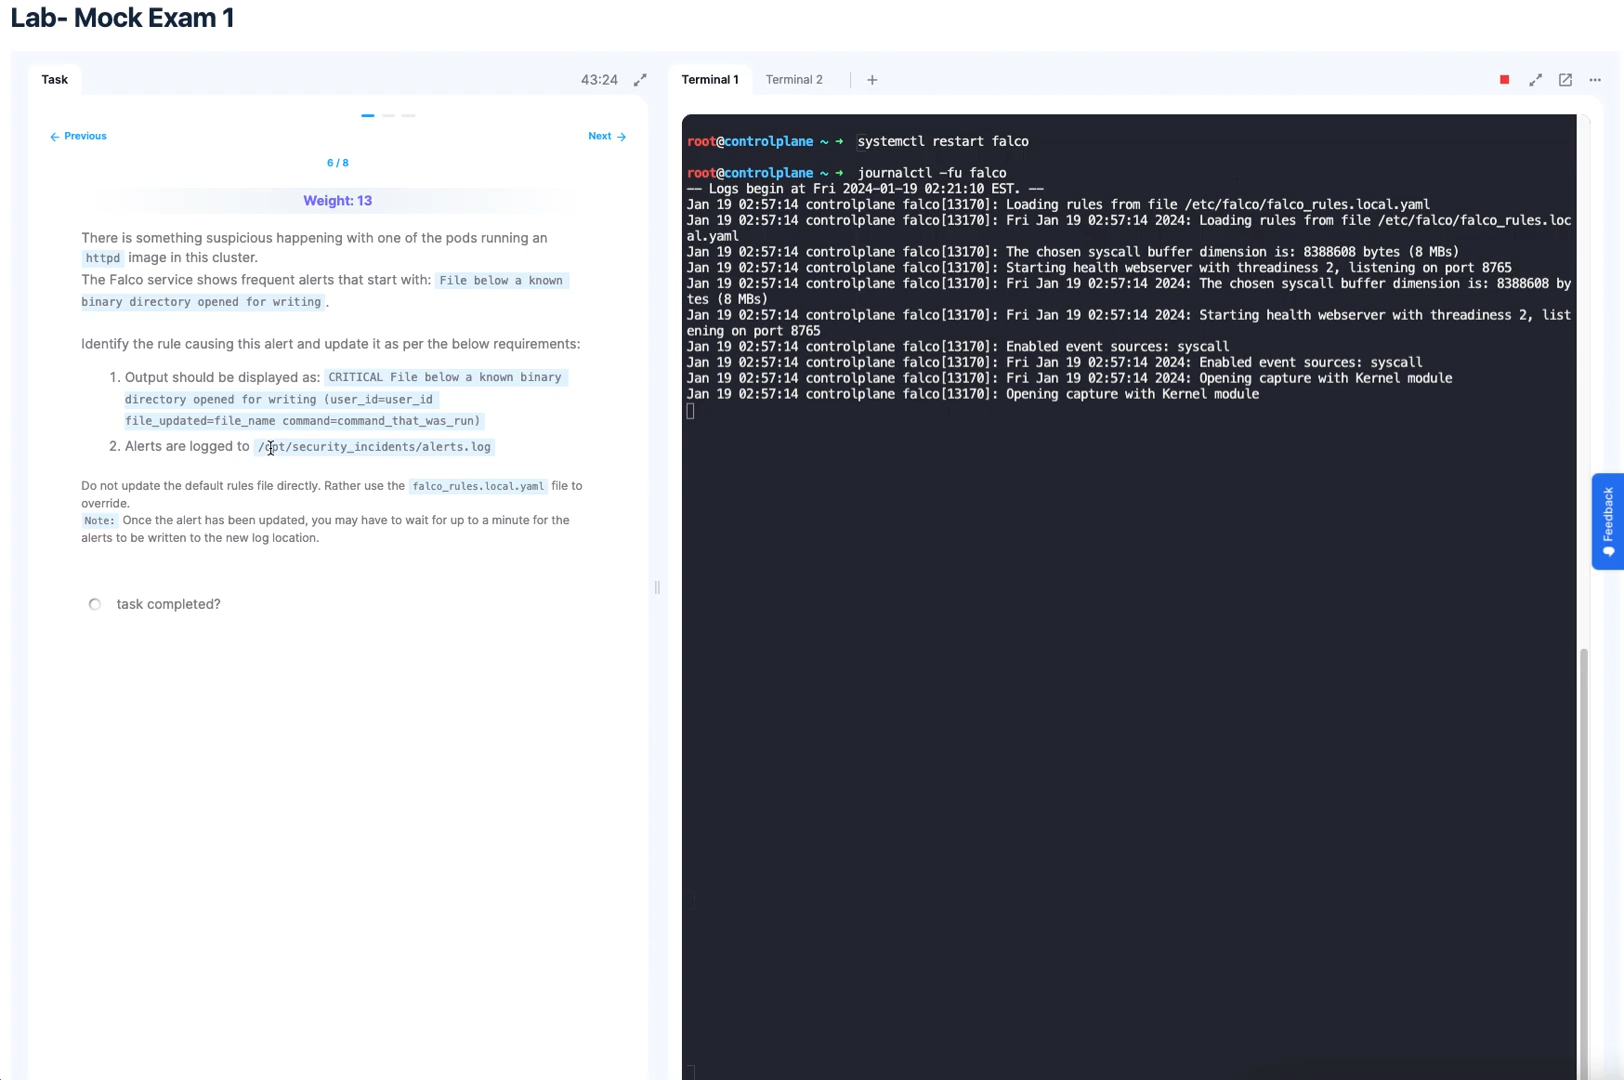 Lab- Mock Exam 1
Task
43:24
Previous
Next
6 / 8
Weight: 13
There is something suspicious happening with one of the pods running an
httpd image in this cluster.
The Falco service shows frequent alerts that start with: File below a known
binary directory opened for writing .
Identify the rule causing this alert and update it as per the below requirements:
1. Output should be displayed as: CRITICAL File below a known binary
directory opened for writing (user_id=user_id
file_updated=file_name command=command_that_was_run)
2. Alerts are logged to /opt/security_incidents/alerts.log
Do not update the default rules file directly. Rather use the falco_rules.local.yaml file to
override.
Note: Once the alert has been updated, you may have to wait for up to a minute for the
alerts to be written to the new log location.
task completed?
Terminal 1
Terminal 2
+
root@controlplane ~ ➜ systemctl restart falco
root@controlplane ~ ➜ journalctl -fu falco
-- Logs begin at Fri 2024-01-19 02:21:10 EST. --
Jan 19 02:57:14 controlplane falco[13170]: Loading rules from file /etc/falco/falco_rules.local.yaml
Jan 19 02:57:14 controlplane falco[13170]: Fri Jan 19 02:57:14 2024: Loading rules from file /etc/falco/falco_rules.loc
al.yaml
Jan 19 02:57:14 controlplane falco[13170]: The chosen syscall buffer dimension is: 8388608 bytes (8 MBs)
Jan 19 02:57:14 controlplane falco[13170]: Starting health webserver with threadiness 2, listening on port 8765
Jan 19 02:57:14 controlplane falco[13170]: Fri Jan 19 02:57:14 2024: The chosen syscall buffer dimension is: 8388608 by
tes (8 MBs)
Jan 19 02:57:14 controlplane falco[13170]: Fri Jan 19 02:57:14 2024: Starting health webserver with threadiness 2, list
ening on port 8765
Jan 19 02:57:14 controlplane falco[13170]: Enabled event sources: syscall
Jan 19 02:57:14 controlplane falco[13170]: Fri Jan 19 02:57:14 2024: Enabled event sources: syscall
Jan 19 02:57:14 controlplane falco[13170]: Fri Jan 19 02:57:14 2024: Opening capture with Kernel module
Jan 19 02:57:14 controlplane falco[13170]: Opening capture with Kernel module
Feedback